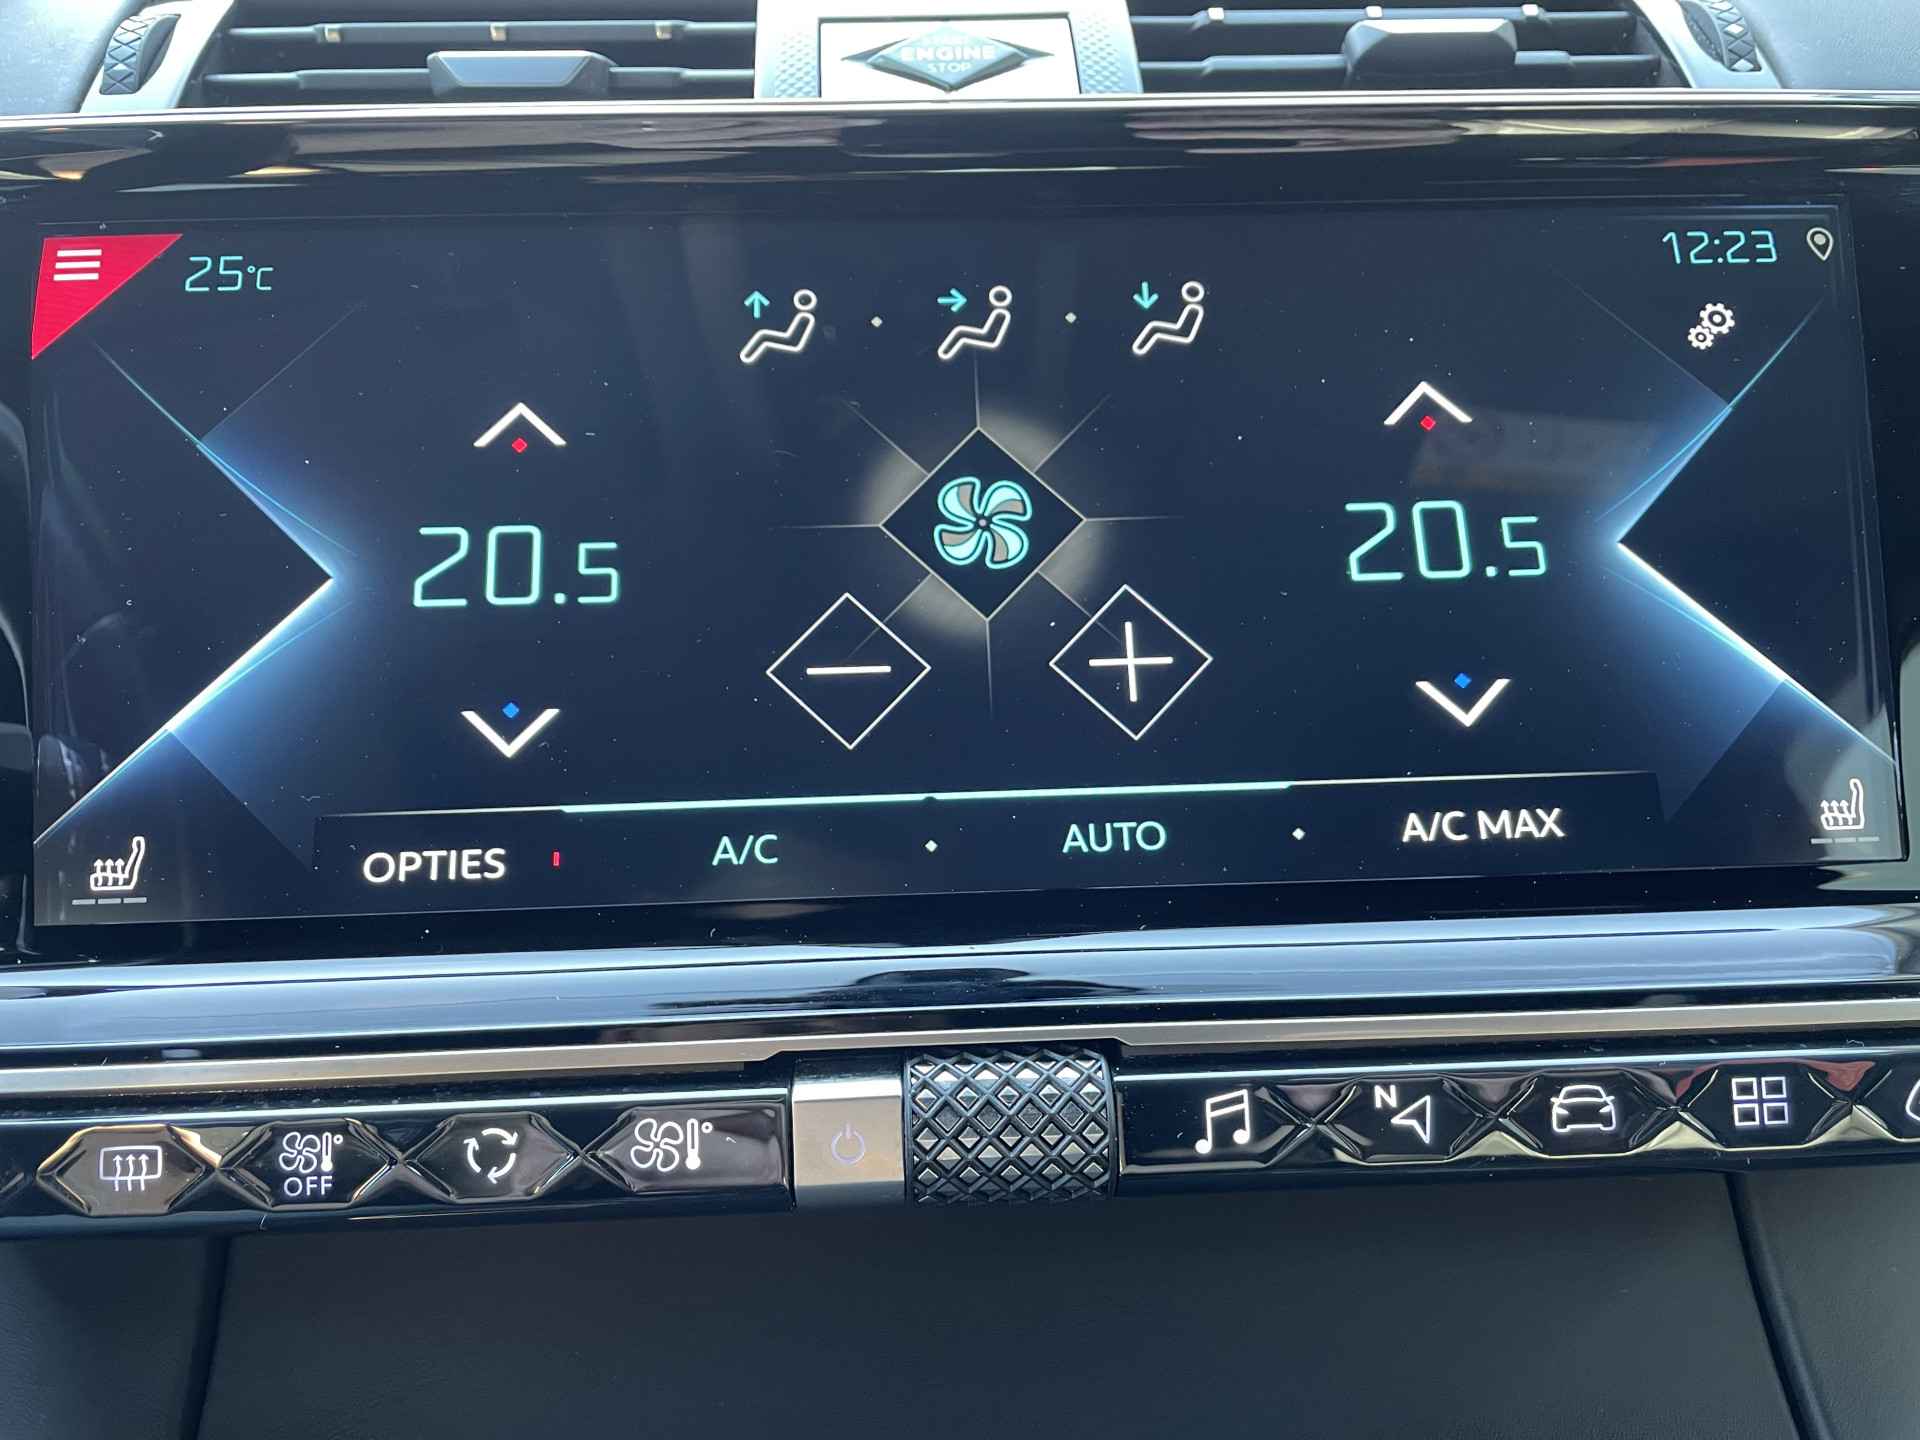 ENGINE
STOP
25°C
12:23
20.5
20.5
OPTIES
A/C
AUTO
A/C MAX
OFF
N